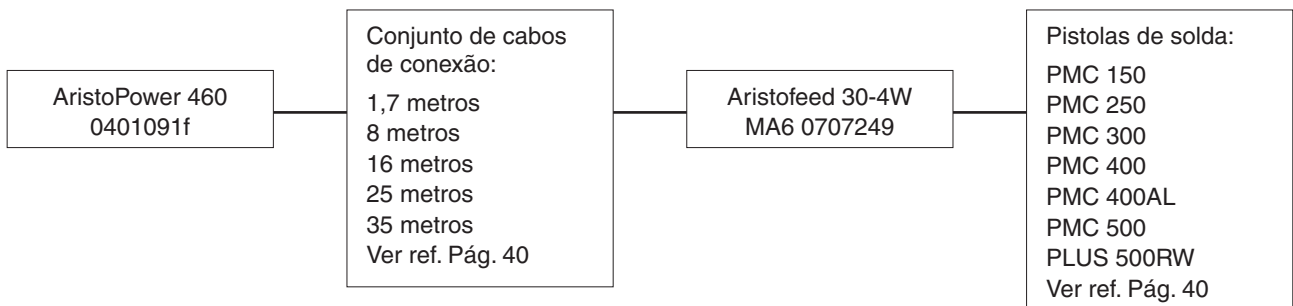 AristoPower 460
0401091f
Conjunto de cabos
de conexão:
1,7 metros
8 metros
16 metros
25 metros
35 metros
Ver ref. Pág. 40
Aristofeed 30-4W
MA6 0707249
Pistolas de solda:
PMC 150
PMC 250
PMC 300
PMC 400
PMC 400AL
PMC 500
PLUS 500RW
Ver ref. Pág. 40